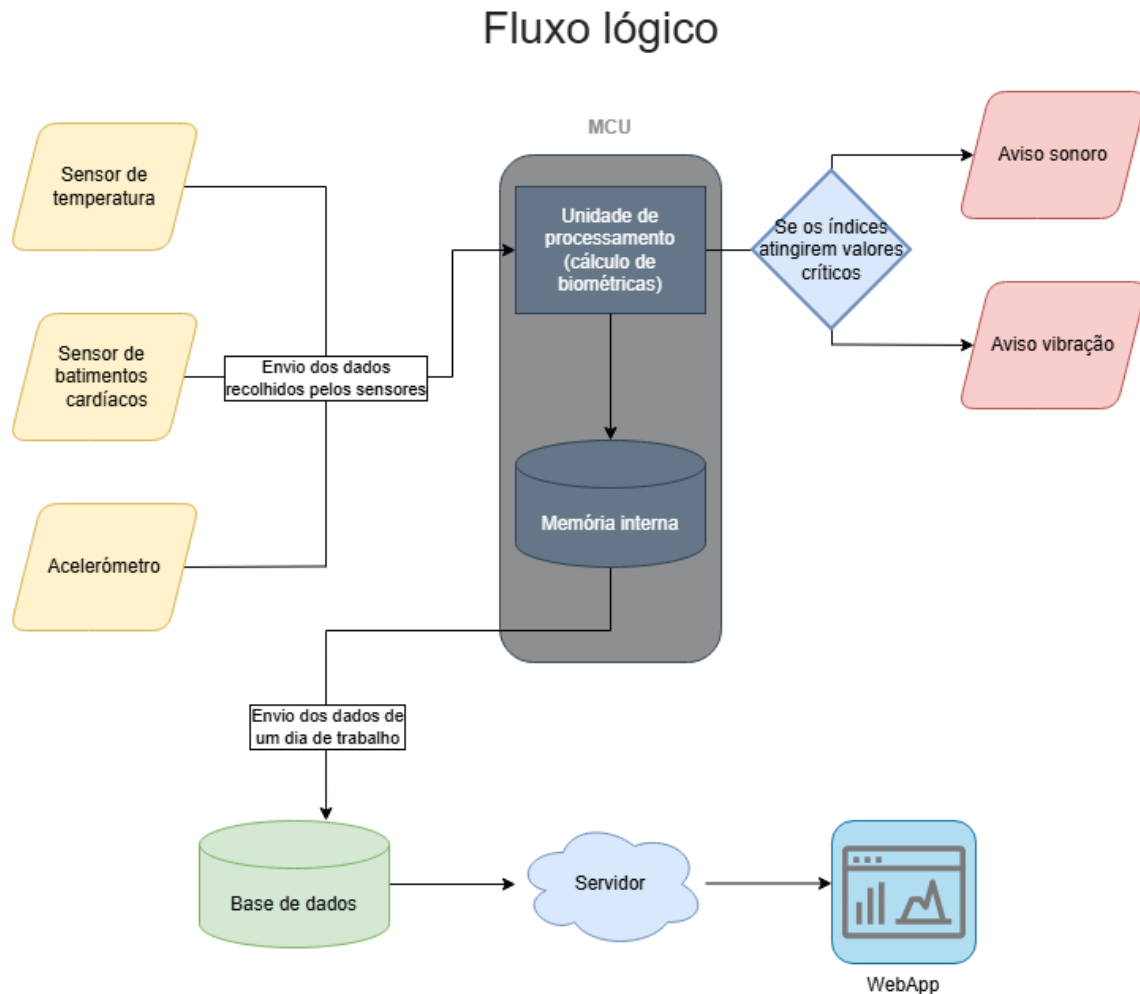 Fluxo lógico
MCU
Sensor de
temperatura
Unidade de
processamento
(cálculo de
biométricas)
Se os índices
atingirem valores
críticos
Aviso sonoro
Aviso vibração
Sensor de
batimentos
cardíacos
Envio dos dados
recolhidos pelos sensores
Memória interna
Acelerómetro
Envio dos dados de
um dia de trabalho
Base de dados
Servidor
WebApp